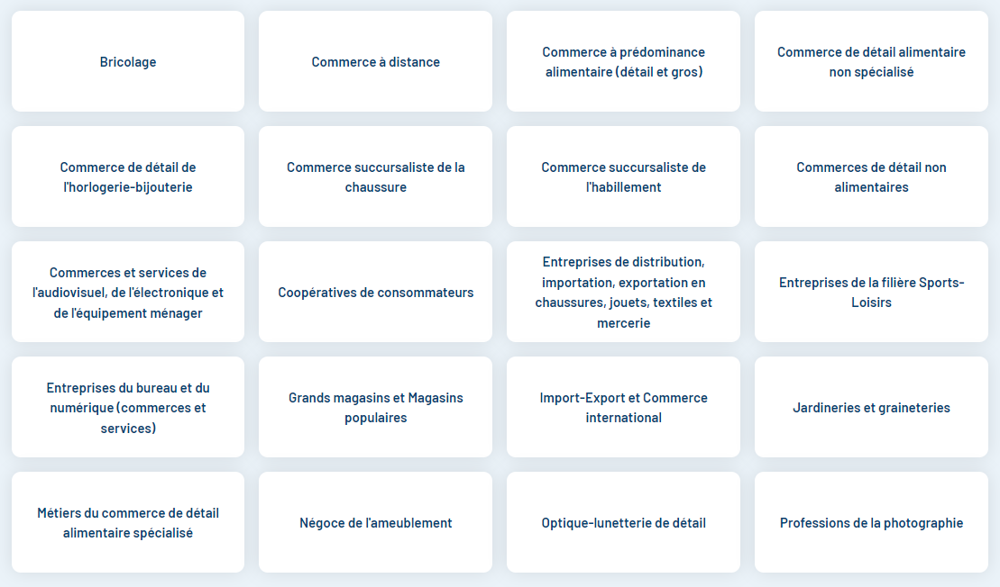 Bricolage
Commerce à distance
Commerce à prédominance
alimentaire (détail et gros)
Commerce de détail alimentaire
non spécialisé
Commerce de détail de
l'horlogerie-bijouterie
Commerce succursaliste de la
chaussure
Commerce succursaliste de
l'habillement
Commerces de détail non
alimentaires
Commerces et services de
l'audiovisuel, de l'électronique et
de l'équipement ménager
Coopératives de consommateurs
Entreprises de distribution,
importation, exportation en
chaussures, jouets, textiles et
mercerie
Entreprises de la filière Sports-
Loisirs
Entreprises du bureau et du
numérique (commerces et
services)
Grands magasins et Magasins
populaires
Import-Export et Commerce
international
Jardineries et graineteries
Métiers du commerce de détail
alimentaire spécialisé
Négoce de l'ameublement
Optique-lunetterie de détail
Professions de la photographie